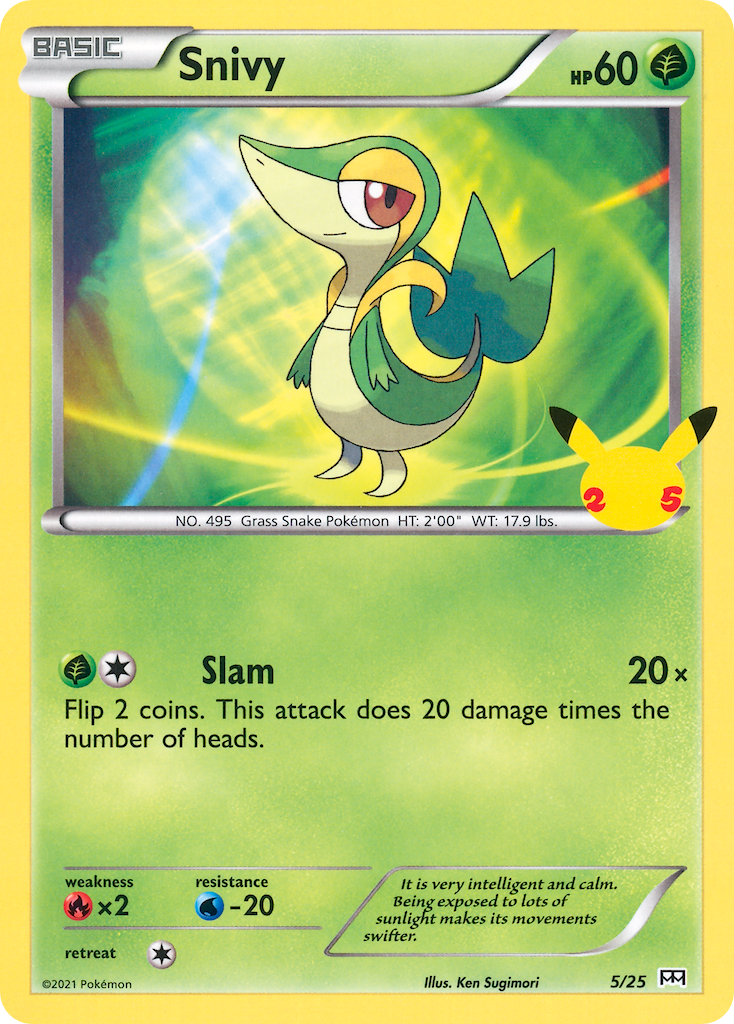 BASIC
Snivy
HP 60
NO. 495 Grass Snake Pokémon HT: 2'00" WT: 17.9 lbs.
25
Slam 20×
Flip 2 coins. This attack does 20 damage times the
number of heads.
weakness resistance
×2 -20
It is very intelligent and calm.
Being exposed to lots of
sunlight makes its movements
swifter.
retreat
©2021 Pokémon Illus. Ken Sugimori 5/25